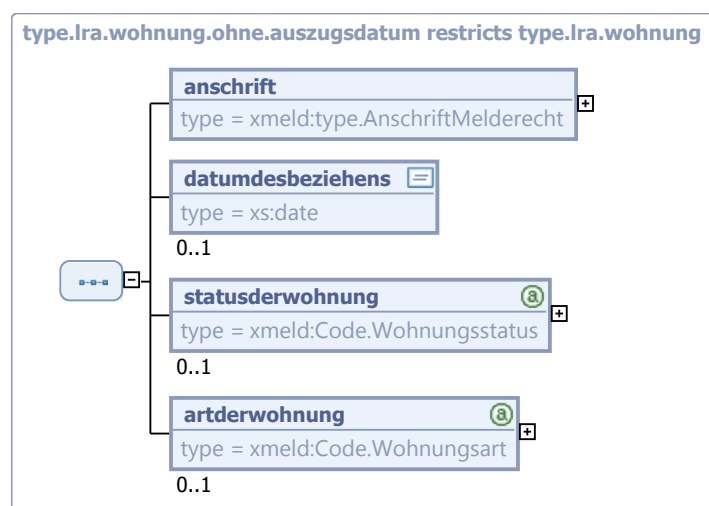 type.lra.wohnung.ohne.auszugsdatum restricts type.lra.wohnung
anschrift
type = xmeld:type.AnschriftMelderecht
datumdesbeziehens
type = xs:date
0..1
statusderwohnung
type = xmeld:Code.Wohnungsstatus
0..1
artderwohnung
type = xmeld:Code.Wohnungsart
0..1